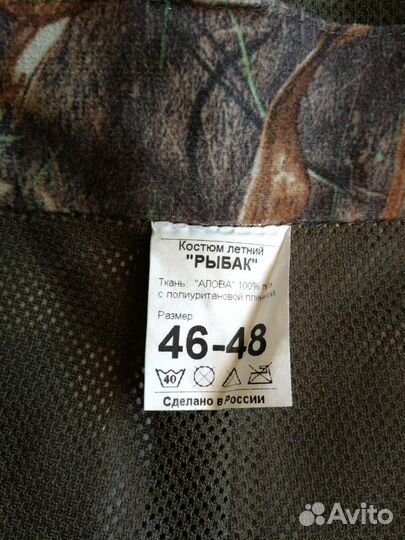 Костюм летний
"РЫБАК"
Ткань: "АЛОВА" 100% п/э
с полиуритановой пленкой
Размер
46-48
40
Сделано в России
Avito